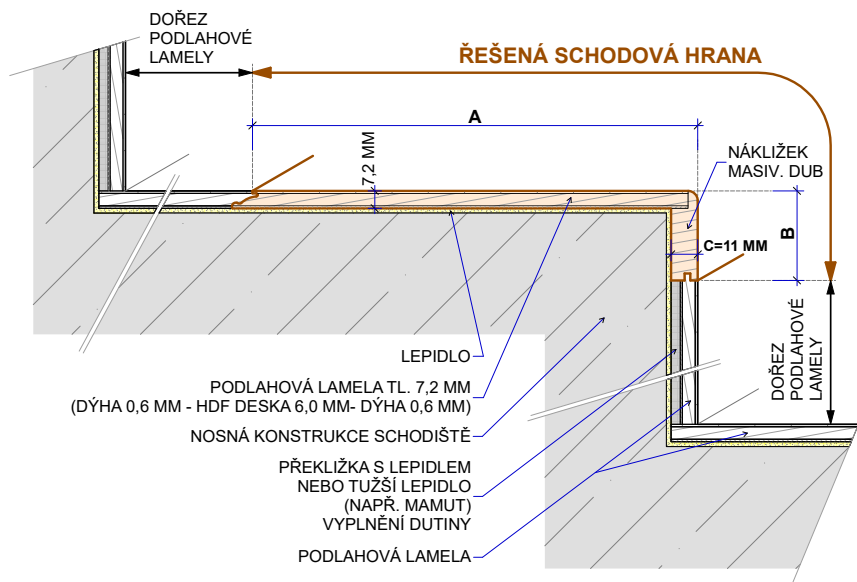 DOŘEZ
PODLAHOVÉ
LAMELY
ŘEŠENÁ SCHODOVÁ HRANA
A
7,2 MM
NÁKLIŽEK
MASIV. DUB
B
C=11 MM
DOŘEZ
PODLAHOVÉ
LAMELY
LEPIDLO
PODLAHOVÁ LAMELA TL. 7,2 MM
(DÝHA 0,6 MM - HDF DESKA 6,0 MM- DÝHA 0,6 MM)
NOSNÁ KONSTRUKCE SCHODIŠTĚ
PŘEKLIŽKA S LEPIDLEM
NEBO TUŽŠÍ LEPIDLO
(NAPŘ. MAMUT)
VYPLNĚNÍ DUTINY
PODLAHOVÁ LAMELA